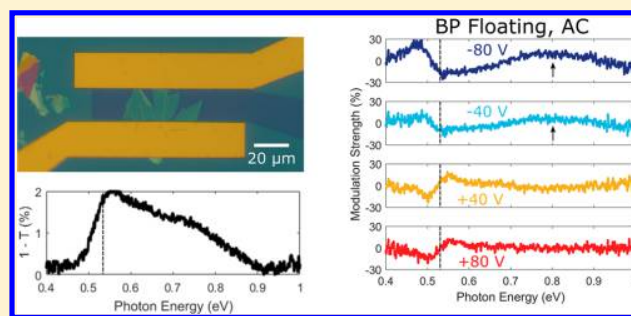 20 μm
1 - T (%)
2
1
0
0.4 0.5 0.6 0.7 0.8 0.9 1
Photon Energy (eV)
BP Floating, AC
Modulation Strength (%)
30
0
-30
-80 V
30
0
-30
-40 V
30
0
-30
+40 V
30
0
-30
+80 V
0.4 0.5 0.6 0.7 0.8 0.9
Photon Energy (eV)